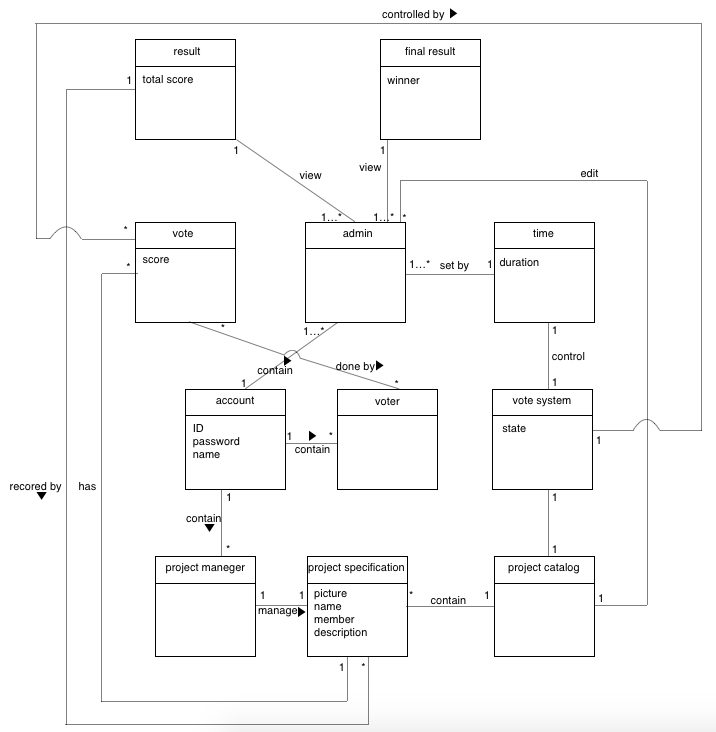 controlled by
result
final result
1
total score
winner
1
1
view
view
edit
1...*
1...*
*
*
vote
admin
time
*
score
1...*
set by
1
duration
*
1...*
1
control
contain
done by
1
*
1
account
voter
vote system
ID
password
name
1
*
contain
state
1
recored by
has
1
1
contain
*
1
project maneger
project specification
project catalog
1
manage
1
picture
name
member
description
*
contain
1
1
1
*